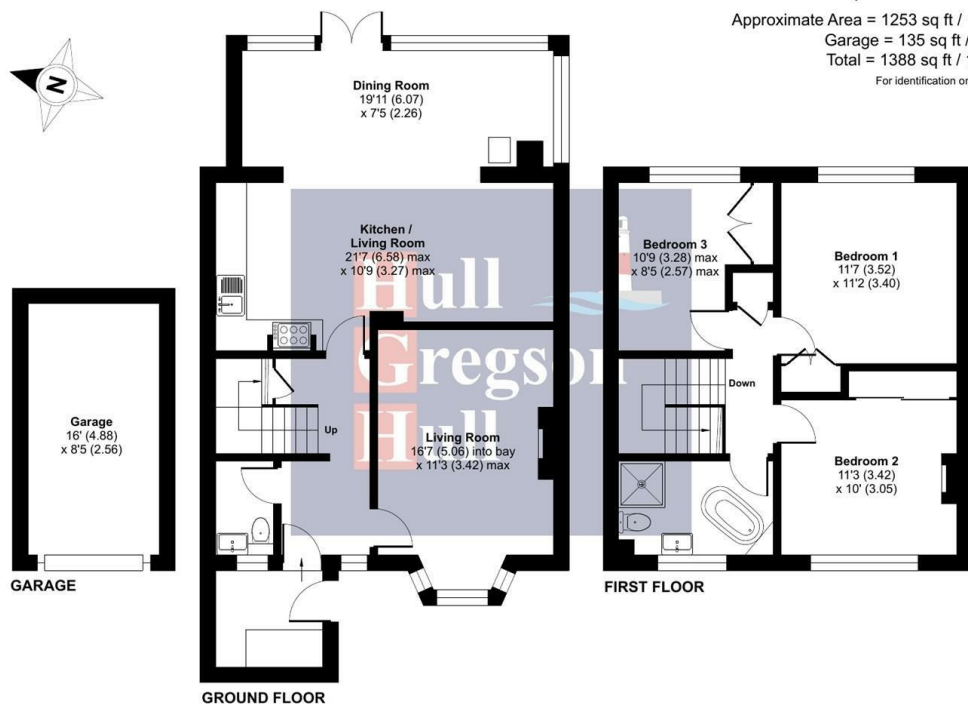 Approximate Area = 1253 sq ft /
Garage = 135 sq ft /
Total = 1388 sq ft / 1
For identification on
N
Dining Room
19'11 (6.07)
x 7'5 (2.26)
Kitchen /
Living Room
21'7 (6.58) max
x 10'9 (3.27) max
Bedroom 3
10'9 (3.28) max
x 8'5 (2.57) max
Bedroom 1
11'7 (3.52)
x 11'2 (3.40)
Hull
Gregson
Hull
Garage
16' (4.88)
x 8'5 (2.56)
Up
Living Room
16'7 (5.06) into bay
x 11'3 (3.42) max
Down
Bedroom 2
11'3 (3.42)
x 10' (3.05)
GARAGE
FIRST FLOOR
GROUND FLOOR